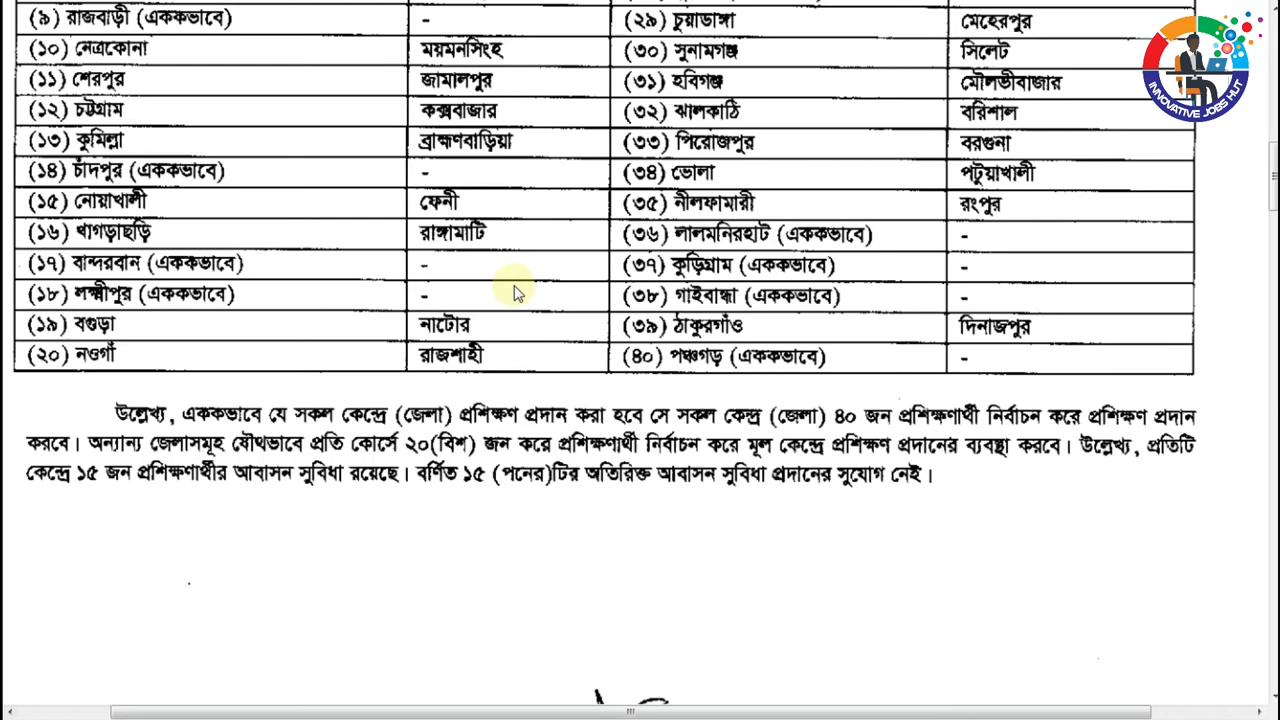 (৯) রাজবাড়ী (এককভাবে) - (২৯) চুয়াডাঙ্গা মেহেরপুর
(১০) নেত্রকোনা ময়মনসিংহ (৩০) সুনামগঞ্জ সিলেট
(১১) শেরপুর জামালপুর (৩১) হবিগঞ্জ মৌলভীবাজার
(১২) চট্টগ্রাম কক্সবাজার (৩২) ঝালকাঠি বরিশাল
(১৩) কুমিল্লা ব্রাহ্মণবাড়িয়া (৩৩) পিরোজপুর বরগুনা
(১৪) চাঁদপুর (এককভাবে) - (৩৪) ভোলা পটুয়াখালী
(১৫) নোয়াখালী ফেনী (৩৫) নীলফামারী রংপুর
(১৬) খাগড়াছড়ি রাঙ্গামাটি (৩৬) লালমনিরহাট (এককভাবে) -
(১৭) বান্দরবান (এককভাবে) - (৩৭) কুড়িগ্রাম (এককভাবে) -
(১৮) লক্ষ্মীপুর (এককভাবে) - (৩৮) গাইবান্ধা (এককভাবে) -
(১৯) বগুড়া নাটোর (৩৯) ঠাকুরগাঁও দিনাজপুর
(২০) নওগাঁ রাজশাহী (৪০) পঞ্চগড় (এককভাবে) -
উল্লেখ্য, এককভাবে যে সকল কেন্দ্রে (জেলা) প্রশিক্ষণ প্রদান করা হবে সে সকল কেন্দ্র (জেলা) ৪০ জন প্রশিক্ষণার্থী নির্বাচন করে প্রশিক্ষণ প্রদান
করবে। অন্যান্য জেলাসমূহ যৌথভাবে প্রতি কোর্সে ২০(বিশ) জন করে প্রশিক্ষণার্থী নির্বাচন করে মূল কেন্দ্রে প্রশিক্ষণ প্রদানের ব্যবস্থা করবে। উল্লেখ্য, প্রতিটি
কেন্দ্রে ১৫ জন প্রশিক্ষণার্থীর আবাসন সুবিধা রয়েছে। বর্ণিত ১৫ (পনের)টির অতিরিক্ত আবাসন সুবিধা প্রদানের সুযোগ নেই।
INNOVATIVE JOBS HUT